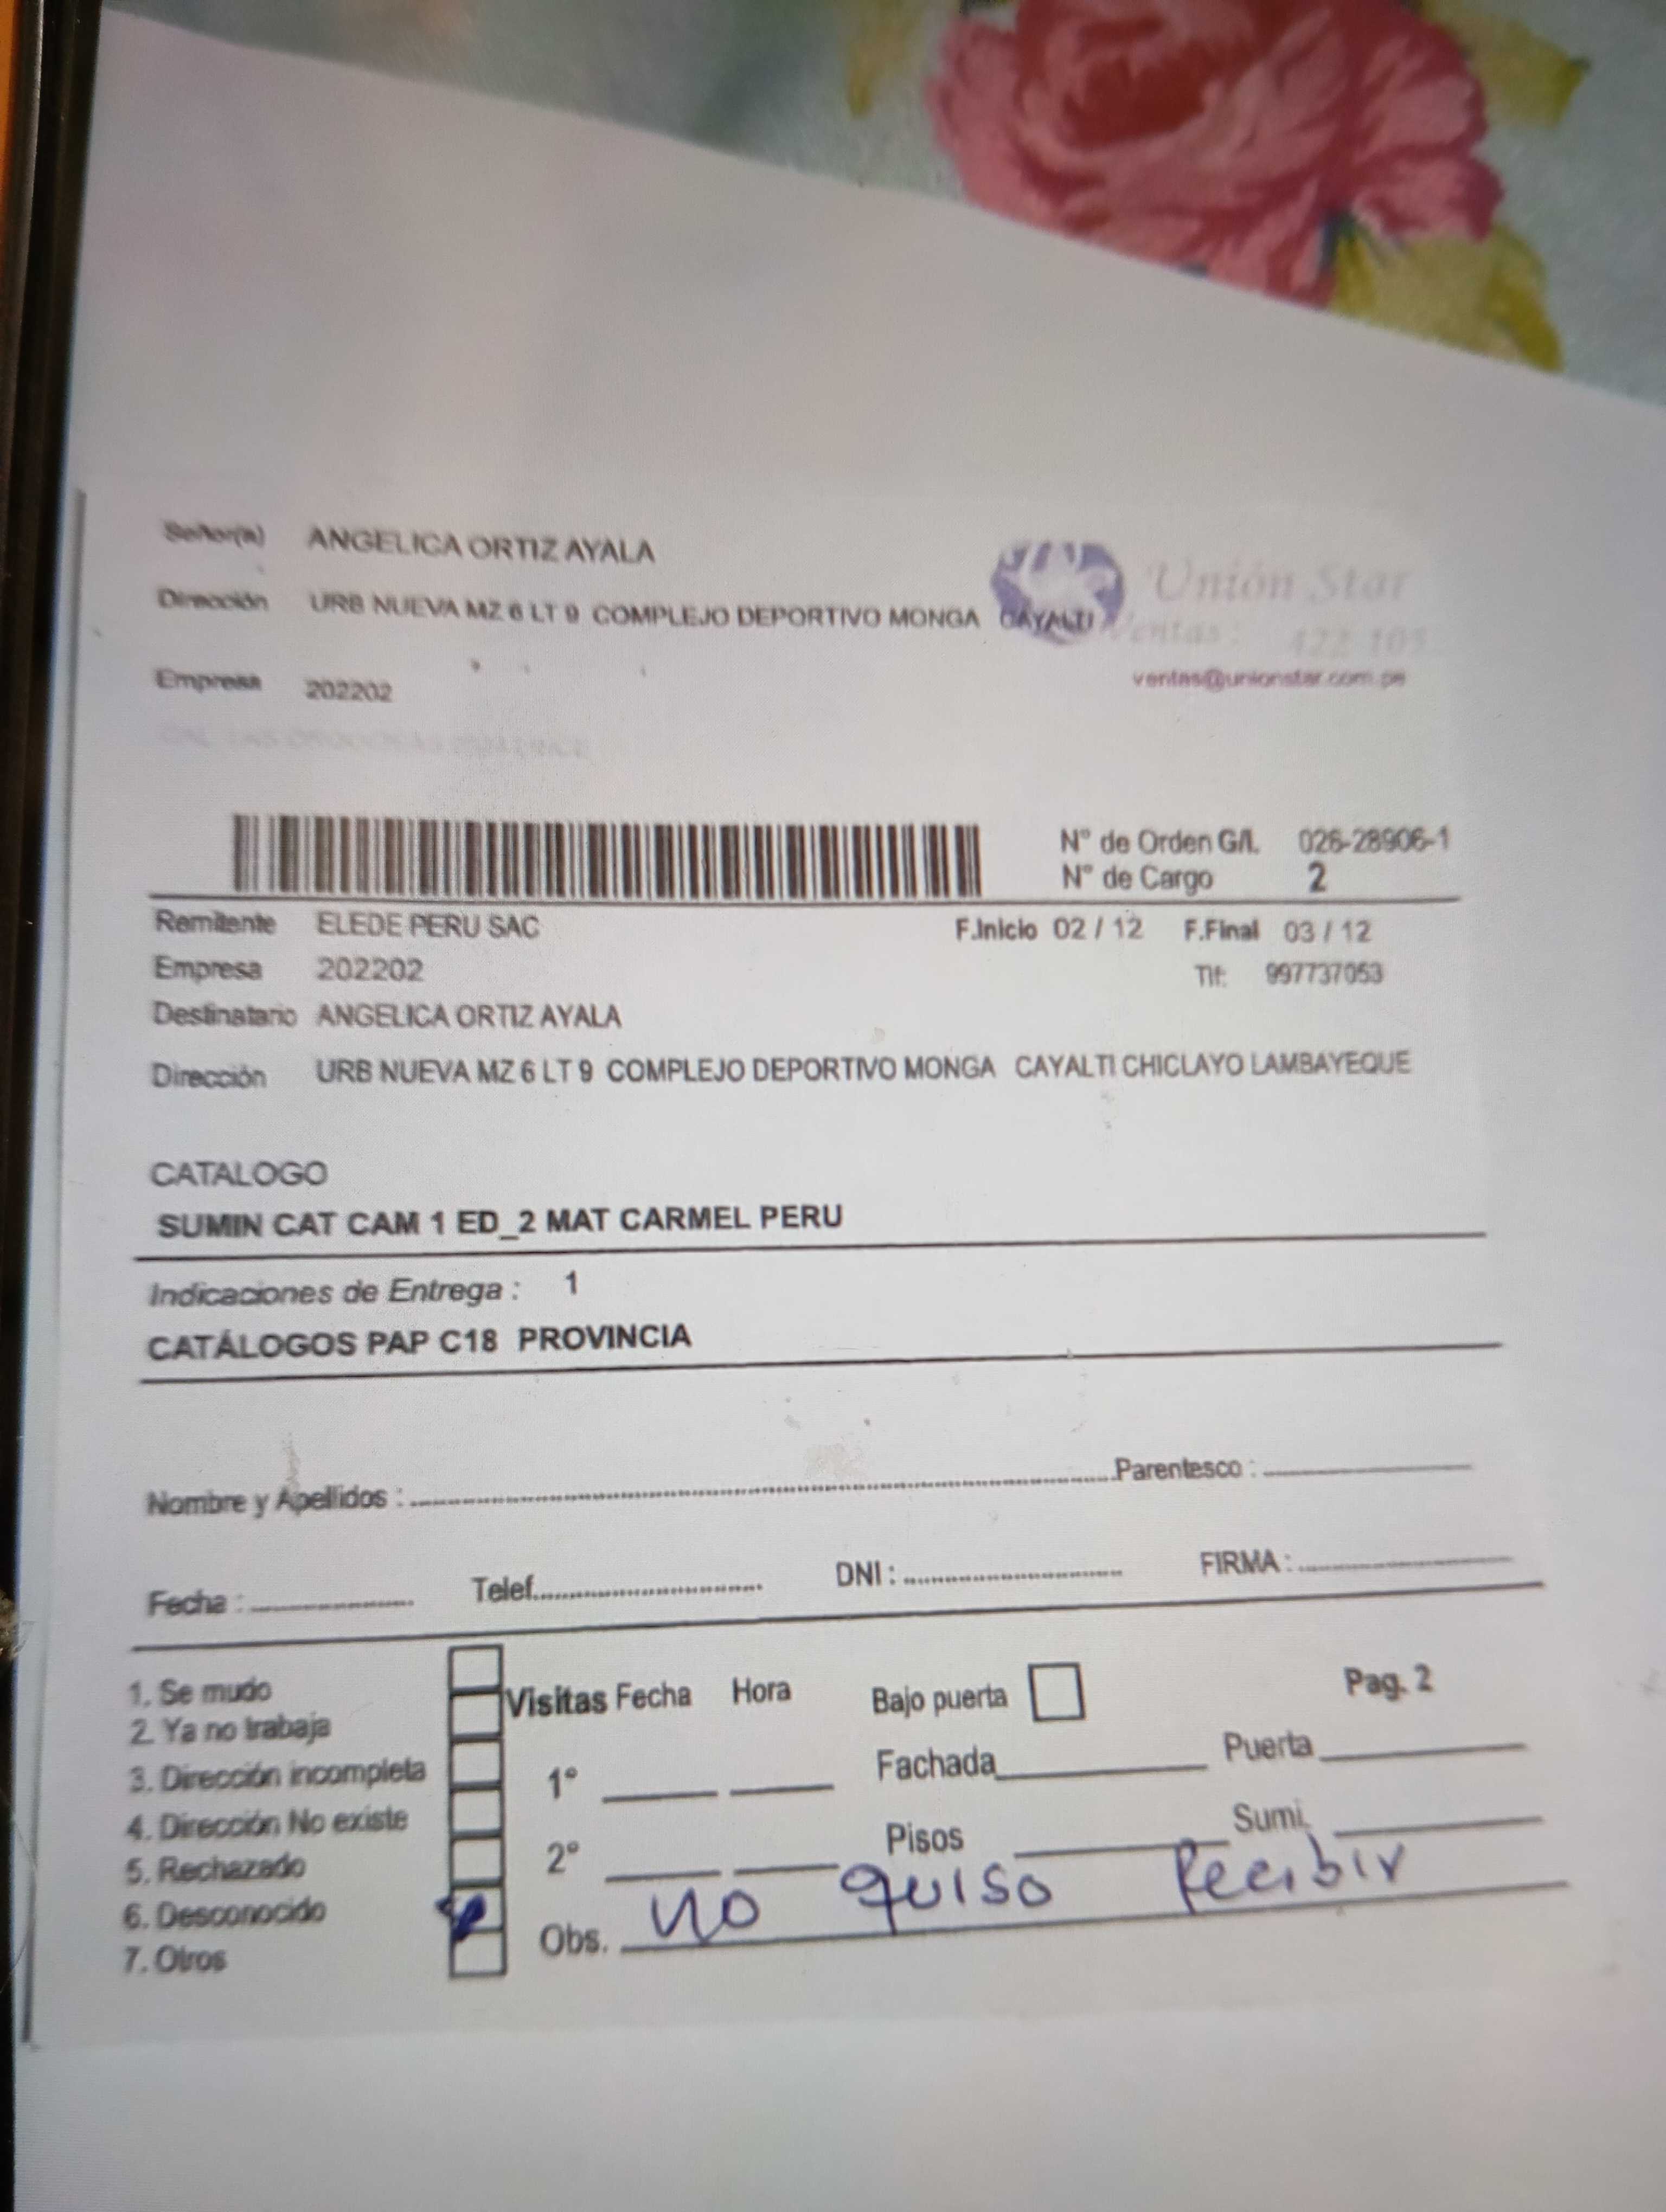 Señor(a) ANGELICA ORTIZ AYALA
Unión Star
Dirección URB NUEVA MZ 6 LT 9 COMPLEJO DEPORTIVO MONGA CAYALTI
Ventas: 422 105
Empresa 202202
ventas@unionstar.com.pe
N° de Orden G/I. 026-28906-1
N° de Cargo 2
Remitente ELEDE PERU SAC F.Inicio 02 / 12 F.Final 03 / 12
Empresa 202202 Tlf: 997737053
Destinatario ANGELICA ORTIZ AYALA
Dirección URB NUEVA MZ 6 LT 9 COMPLEJO DEPORTIVO MONGA CAYALTI CHICLAYO LAMBAYEQUE
CATALOGO
SUMIN CAT CAM 1 ED_2 MAT CARMEL PERU
Indicaciones de Entrega : 1
CATÁLOGOS PAP C18 PROVINCIA
Nombre y Apellidos : Parentesco :
Fecha : Telef. DNI : FIRMA :
1. Se mudo
2. Ya no trabaja
3. Dirección incompleta
4. Dirección No existe
5. Rechazado
6. Desconocido
7. Otros
Visitas Fecha Hora Bajo puerta Pag. 2
1° Fachada Puerta
2° Pisos Sumi.
Obs. no quiso Recibir